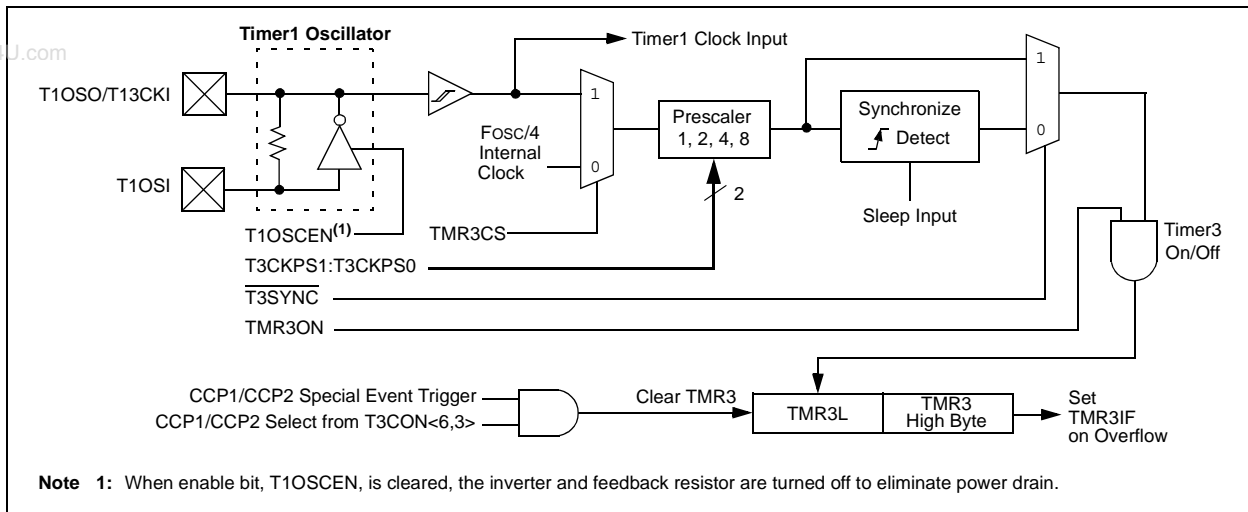 4U.com
Timer1 Oscillator
Timer1 Clock Input
T1OSO/T13CKI
1
1
FOSC/4
Internal
Clock
0
Prescaler
1, 2, 4, 8
Synchronize
Detect
0
T1OSI
2
Sleep Input
T1OSCEN(1)
TMR3CS
Timer3
On/Off
T3CKPS1:T3CKPS0
T3SYNC
TMR3ON
CCP1/CCP2 Special Event Trigger
CCP1/CCP2 Select from T3CON<6,3>
Clear TMR3
TMR3L
TMR3
High Byte
Set
TMR3IF
on Overflow
Note 1: When enable bit, T1OSCEN, is cleared, the inverter and feedback resistor are turned off to eliminate power drain.